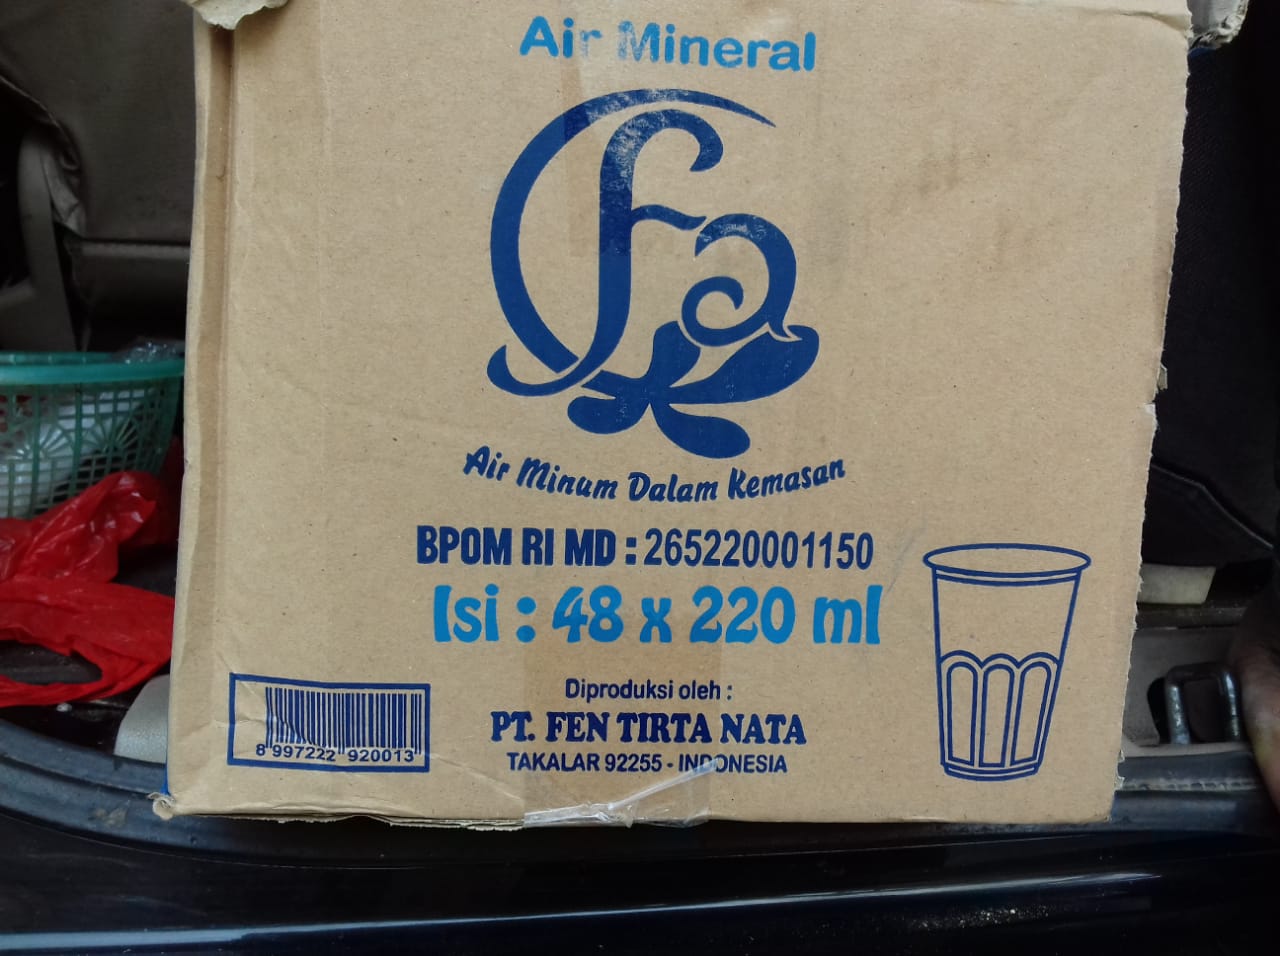 Air Mineral
Fa
Air Minum Dalam Kemasan
BPOM RI MD : 265220001150
Isi : 48 x 220 ml
Diproduksi oleh :
PT. FEN TIRTA NATA
TAKALAR 92255 - INDONESIA
8 997222 920013